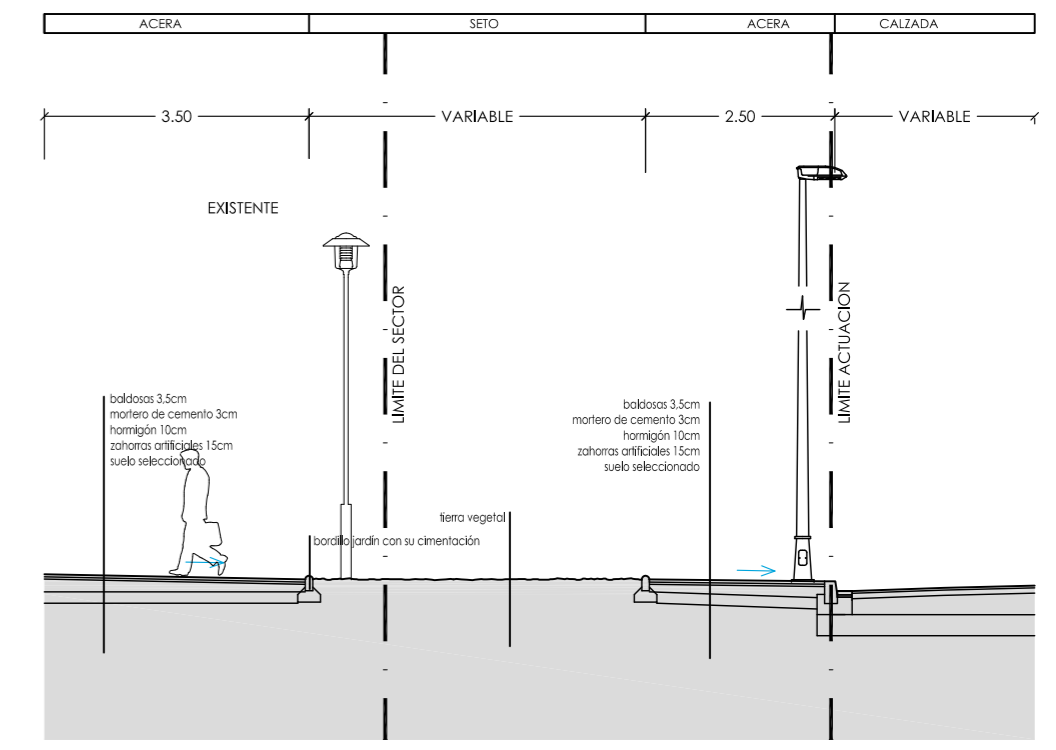 ACERA
SETO
ACERA
CALZADA
3.50
VARIABLE
2.50
VARIABLE
EXISTENTE
LIMITE DEL SECTOR
LIMITE ACTUACION
baldosas 3,5cm
mortero de cemento 3cm
hormigón 10cm
zahorras artificiales 15cm
suelo seleccionado
baldosas 3,5cm
mortero de cemento 3cm
hormigón 10cm
zahorras artificiales 15cm
suelo seleccionado
tierra vegetal
bordillo jardín con su cimentación